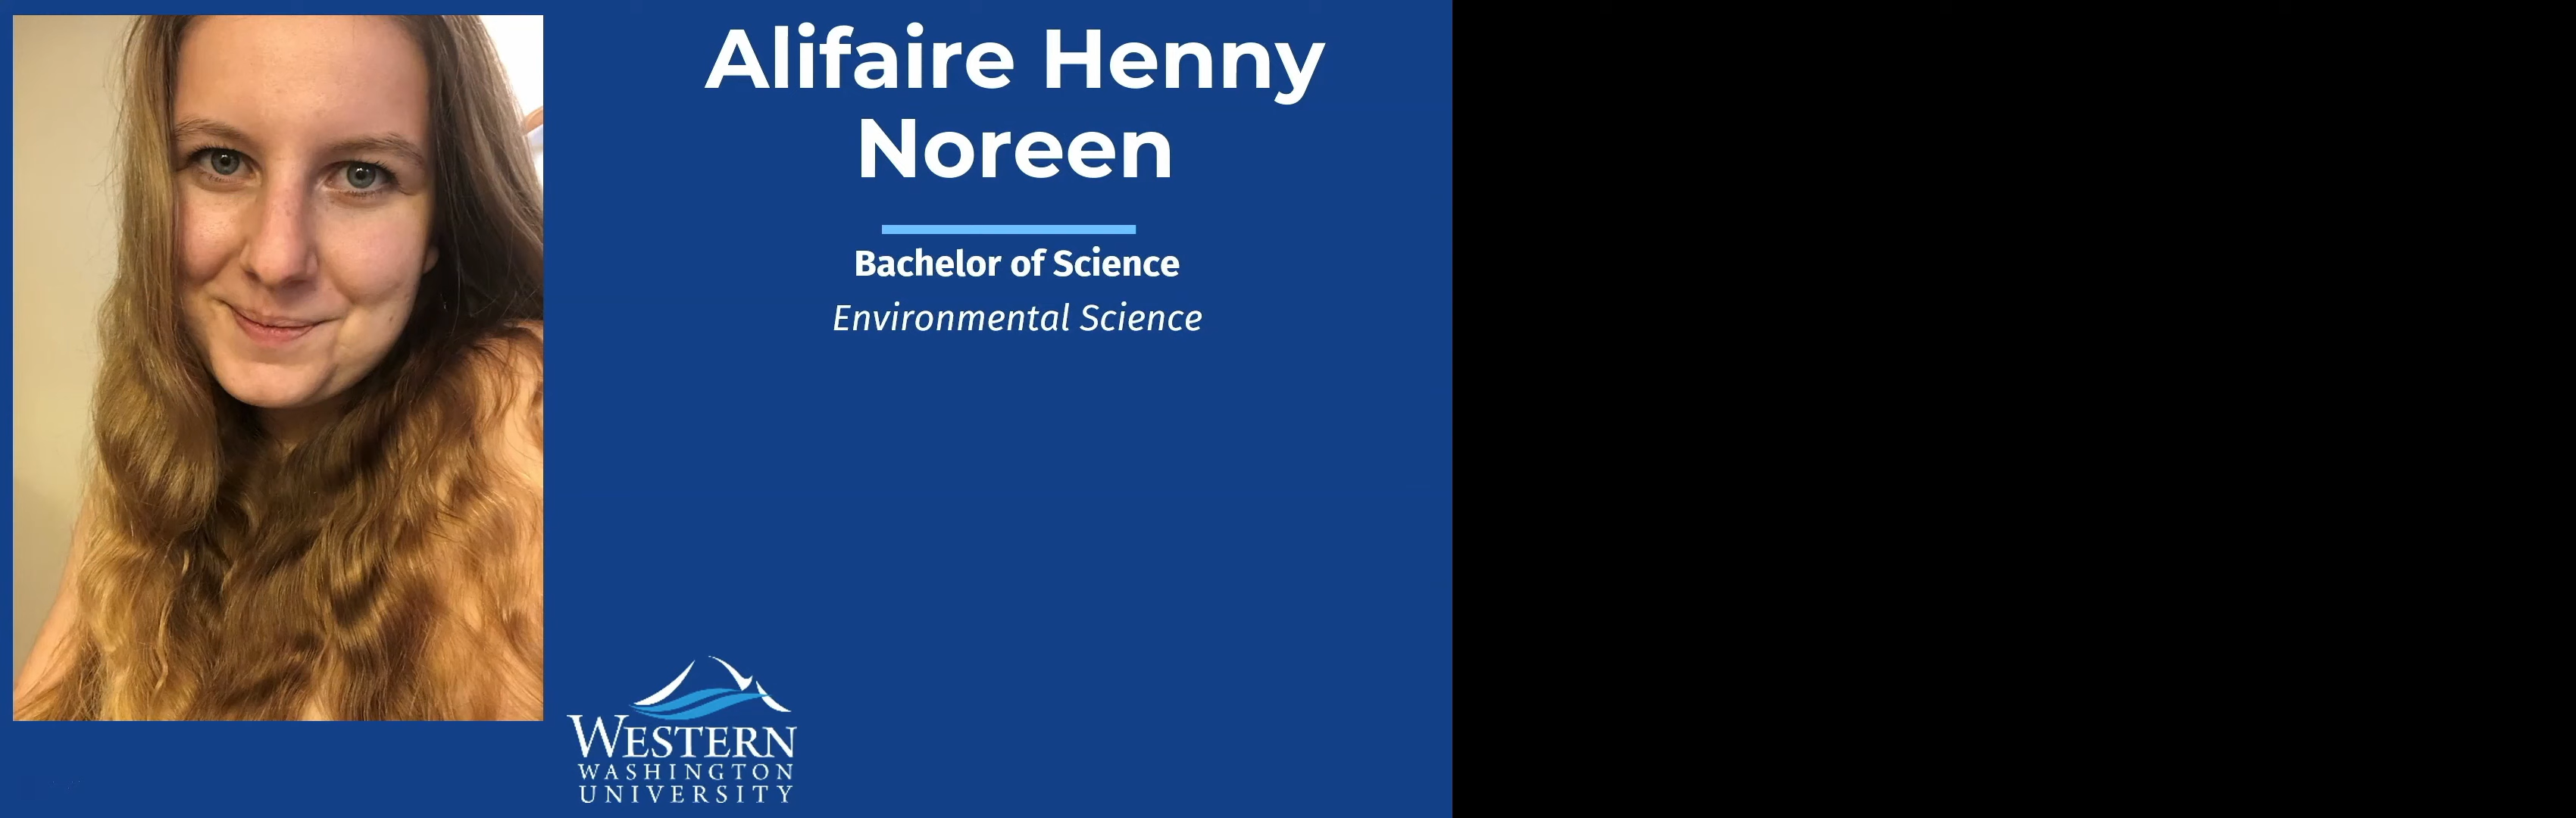 Alifaire Henny
Noreen
Bachelor of Science
Environmental Science
WESTERN
WASHINGTON
UNIVERSITY